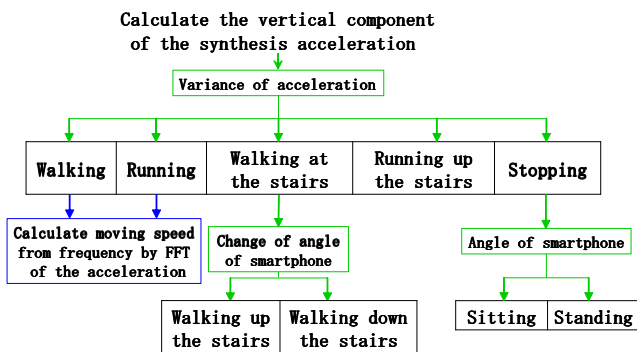 Calculate the vertical component
of the synthesis acceleration
Variance of acceleration
Walking
Running
Walking at
the stairs
Running up
the stairs
Stopping
Calculate moving speed
from frequency by FFT
of the acceleration
Change of angle
of smartphone
Angle of smartphone
Walking up
the stairs
Walking down
the stairs
Sitting
Standing